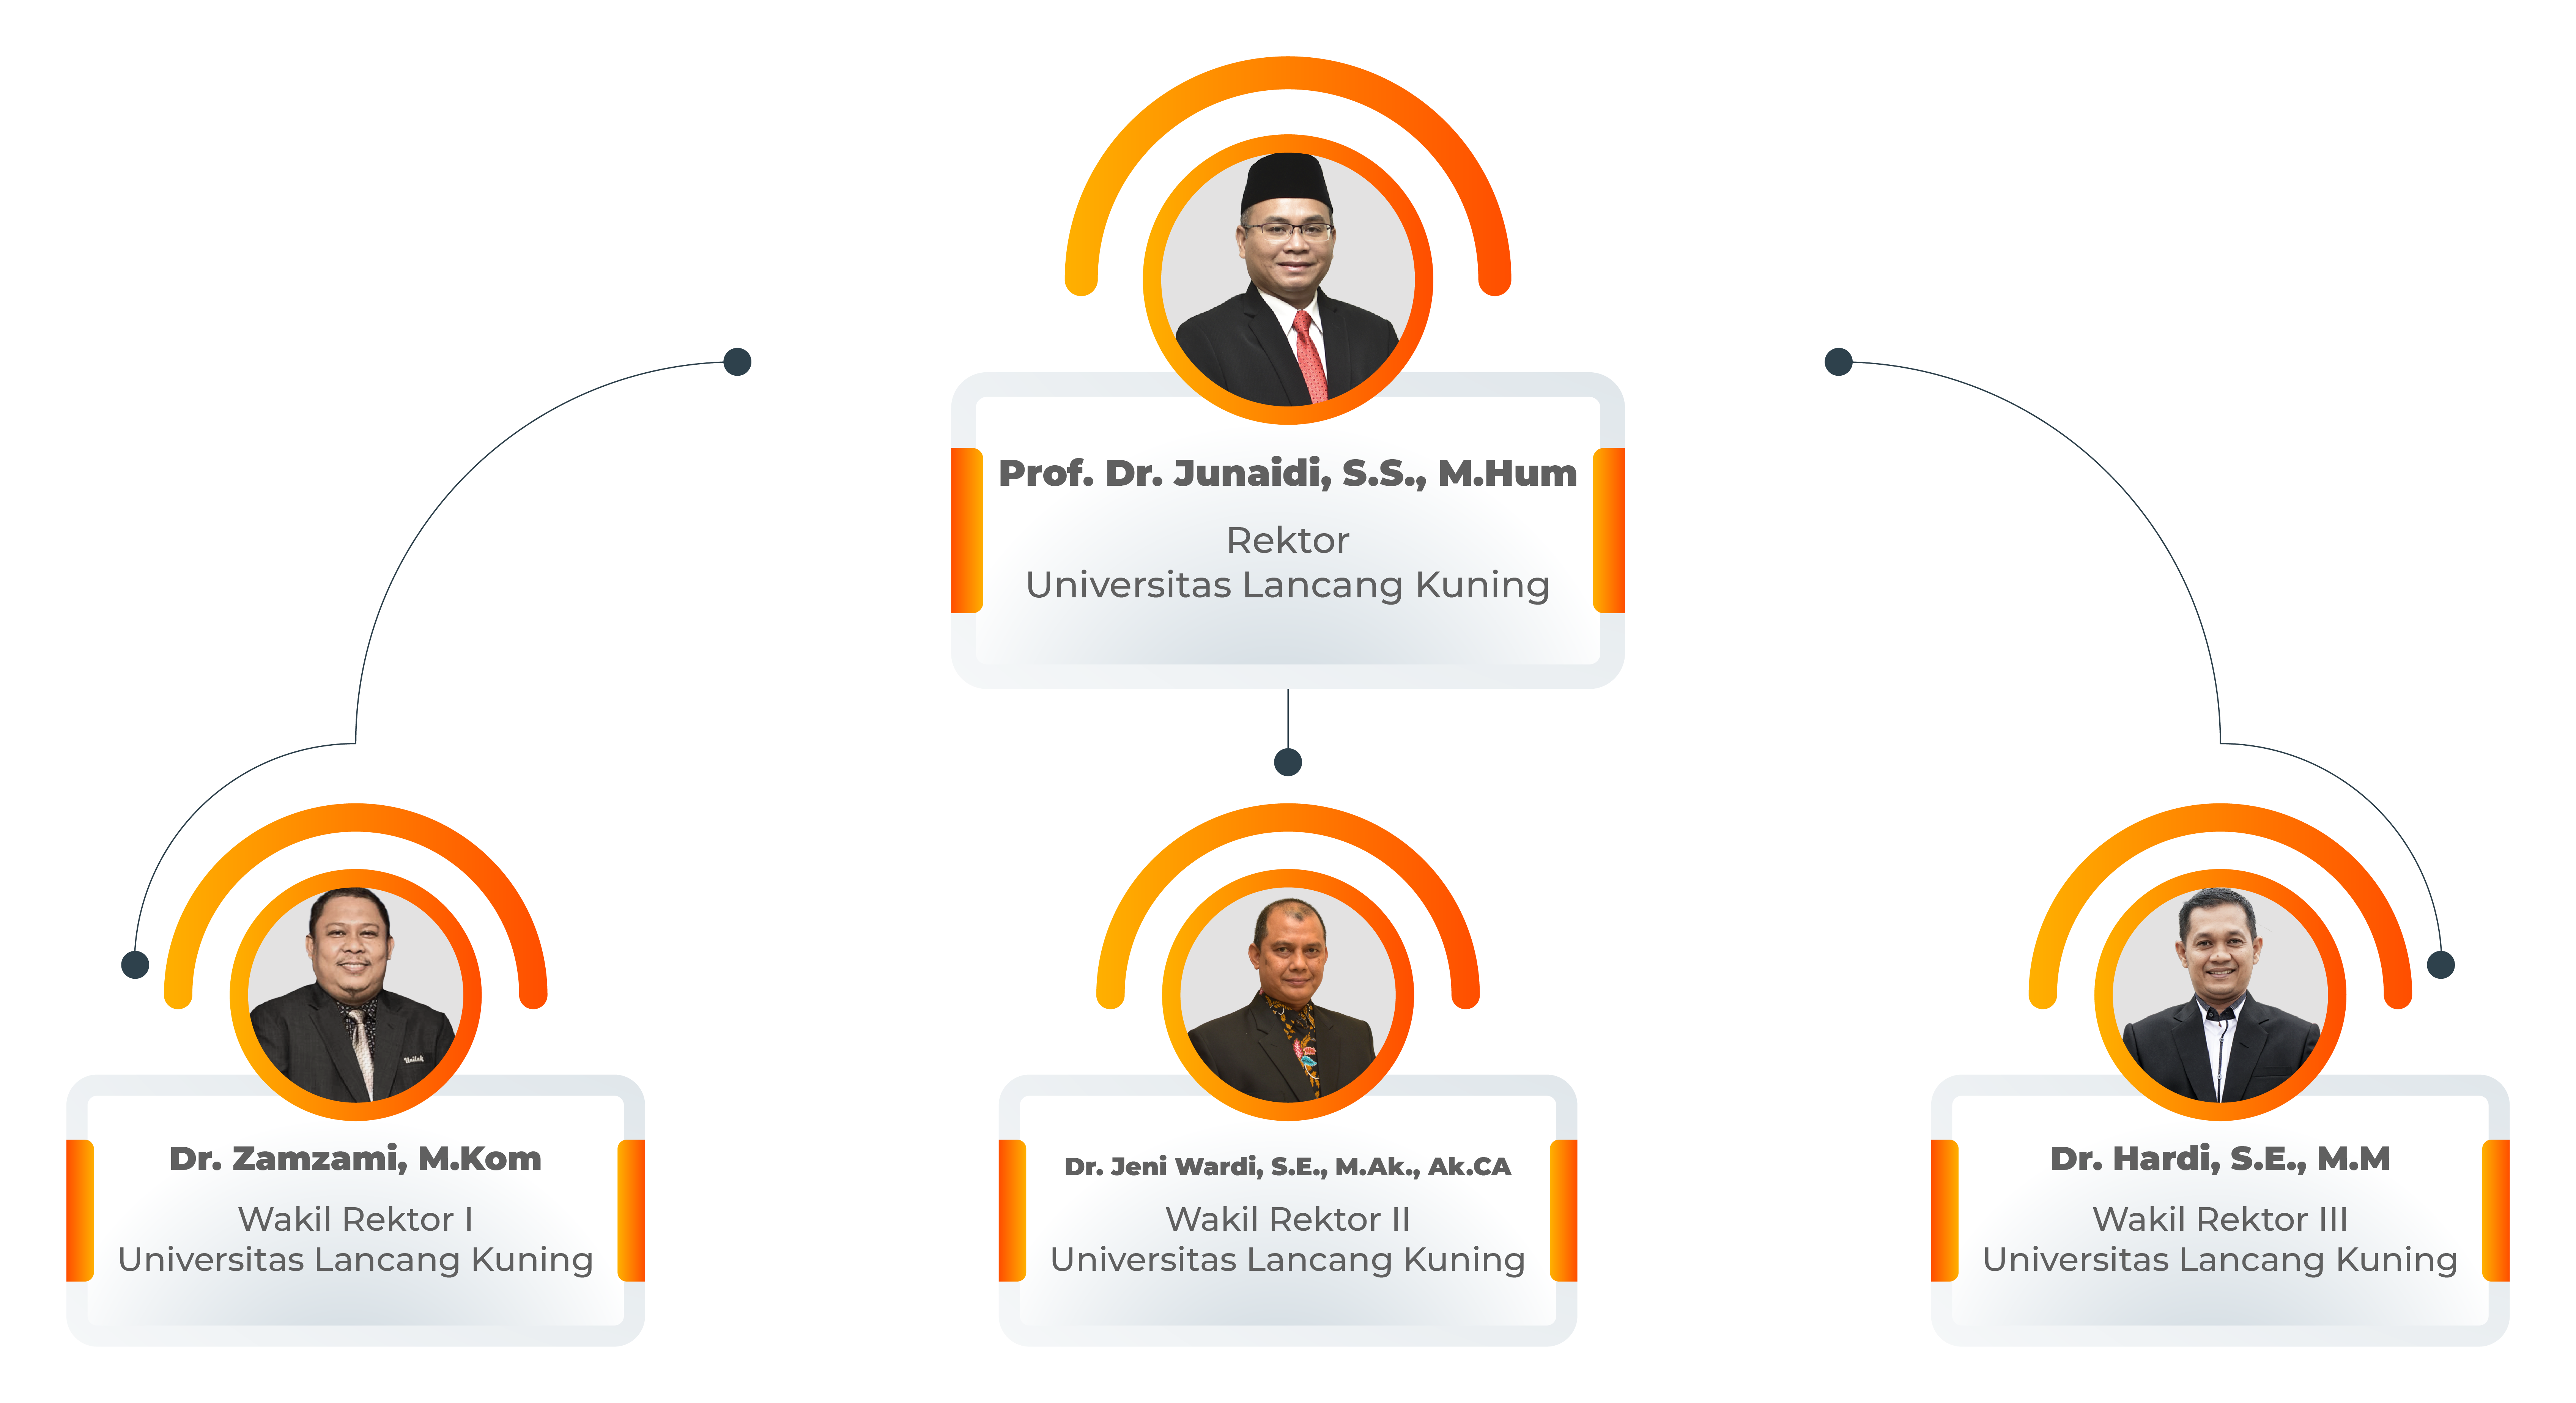 Prof. Dr. Junaidi, S.S., M.Hum
Rektor
Universitas Lancang Kuning
Dr. Zamzami, M.Kom
Wakil Rektor I
Universitas Lancang Kuning
Unilak
Dr. Jeni Wardi, S.E., M.Ak., Ak.CA
Wakil Rektor II
Universitas Lancang Kuning
Dr. Hardi, S.E., M.M
Wakil Rektor III
Universitas Lancang Kuning